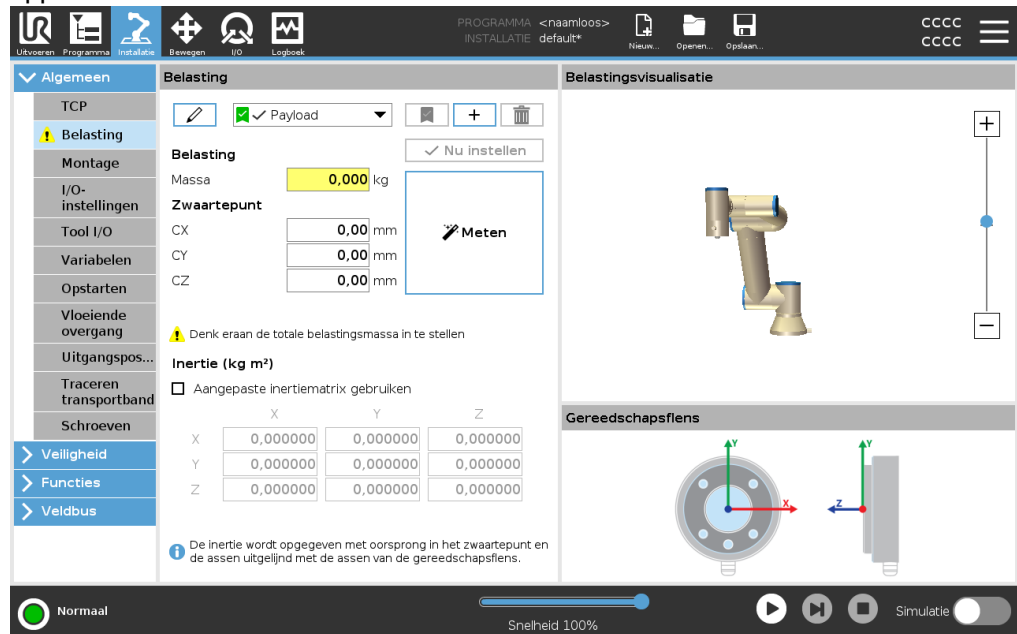 PROGRAMMA <naamloos>
INSTALLATIE default*
UR
Uitvoeren Programma Installatie Bewegen I/O Logboek Nieuw... Openen... Opslaan...
CCCC
CCCC
Algemeen
TCP
Belasting
Montage
I/O-
instellingen
Tool I/O
Variabelen
Opstarten
Vloeiende
overgang
Uitgangspos...
Traceren
transportband
Schroeven
Veiligheid
Functies
Veldbus
Belasting
Payload
Nu instellen
Belasting
Massa 0,000 kg
Zwaartepunt
CX 0,00 mm
CY 0,00 mm
CZ 0,00 mm
Meten
Denk eraan de totale belastingsmassa in te stellen
Inertie (kg m²)
Aangepaste inertiematrix gebruiken
X Y Z
X 0,000000 0,000000 0,000000
Y 0,000000 0,000000 0,000000
Z 0,000000 0,000000 0,000000
De inertie wordt opgegeven met oorsprong in het zwaartepunt en
de assen uitgelijnd met de assen van de gereedschapsflens.
Belastingsvisualisatie
Gereedschapsflens
Y
X
Y
Z
Normaal
Snelheid 100%
Simulatie